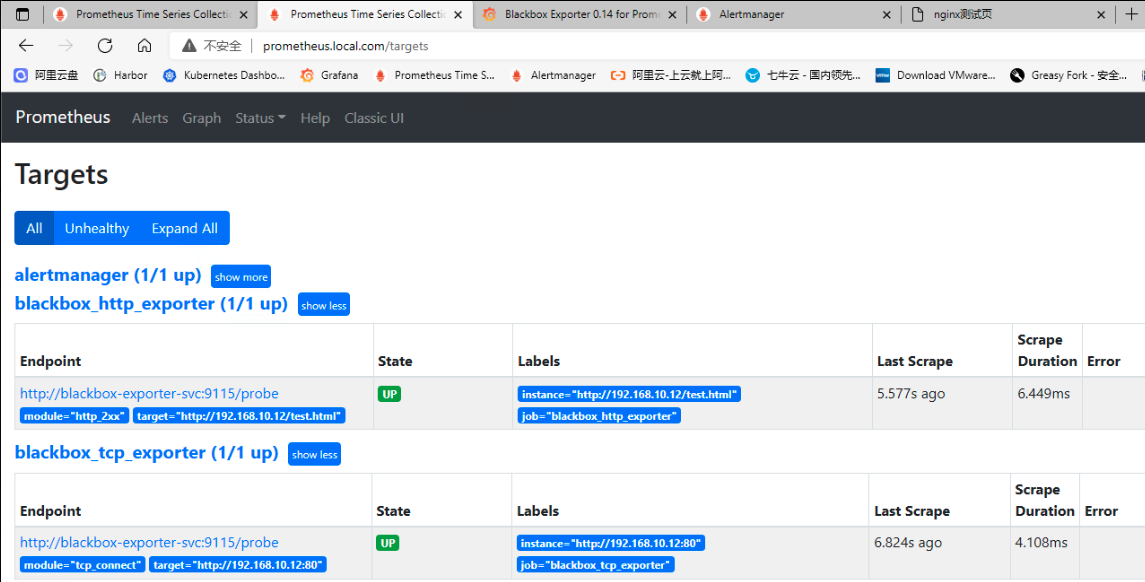 Prometheus Time Series Collectio
Prometheus Time Series Collectio
Blackbox Exporter 0.14 for Prome
Alertmanager
nginx测试页
不安全 prometheus.local.com/targets
阿里云盘 Harbor Kubernetes Dashbo... Grafana Prometheus Time S... Alertmanager 阿里云-上云就上阿... 七牛云 - 国内领先... Download VMware... Greasy Fork - 安全...
Prometheus Alerts Graph Status Help Classic UI
Targets
All Unhealthy Expand All
alertmanager (1/1 up) show more
blackbox_http_exporter (1/1 up) show less
Endpoint State Labels Last Scrape Scrape Duration Error
http://blackbox-exporter-svc:9115/probe UP instance="http://192.168.10.12/test.html" 5.577s ago 6.449ms
module="http_2xx" target="http://192.168.10.12/test.html" job="blackbox_http_exporter"
blackbox_tcp_exporter (1/1 up) show less
Endpoint State Labels Last Scrape Scrape Duration Error
http://blackbox-exporter-svc:9115/probe UP instance="http://192.168.10.12:80" 6.824s ago 4.108ms
module="tcp_connect" target="http://192.168.10.12:80" job="blackbox_tcp_exporter"